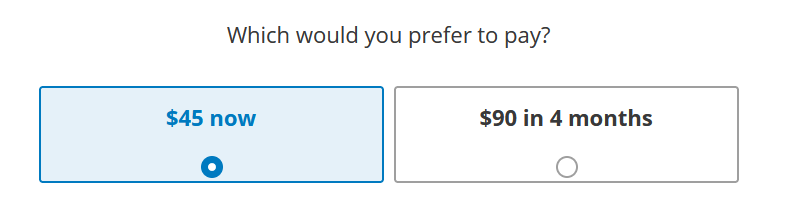 Which would you prefer to pay?
$45 now
$90 in 4 months